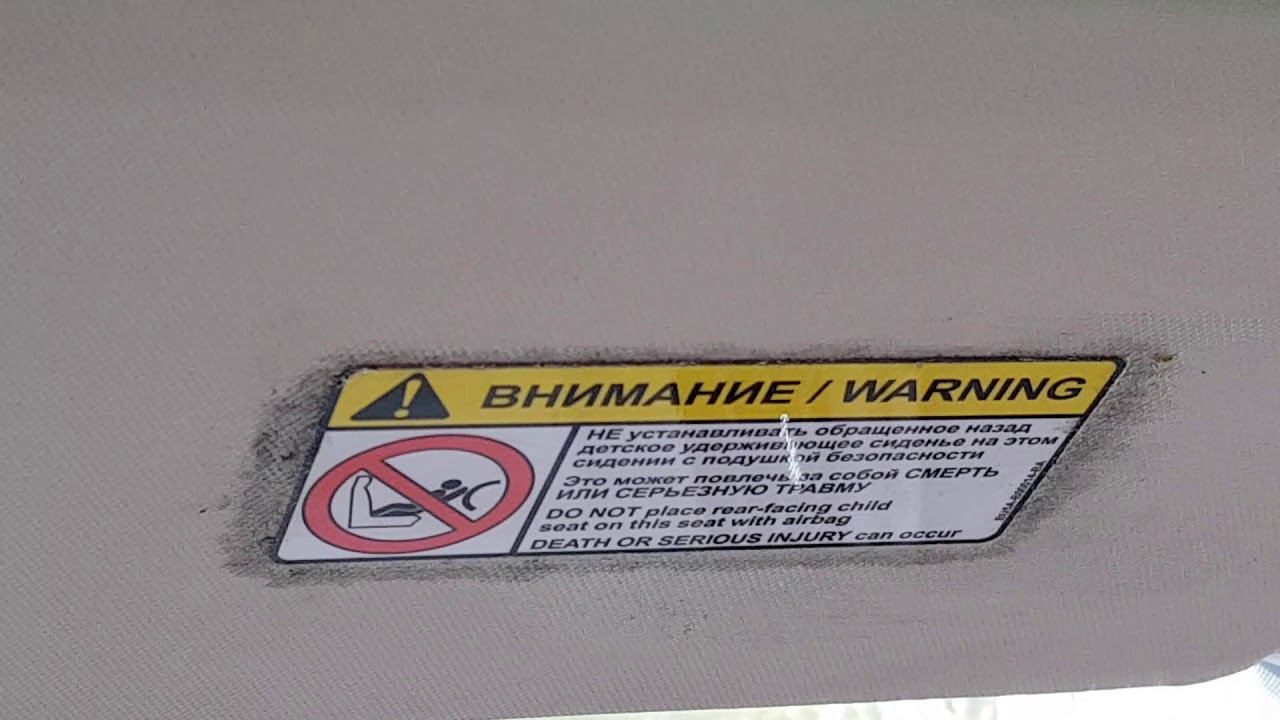 ВНИМАНИЕ / WARNING
НЕ устанавливать обращенное назад
детское удерживающее сиденье на этом
сидении с подушкой безопасности
Это может повлечь за собой СМЕРТЬ
ИЛИ СЕРЬЕЗНУЮ ТРАВМУ
DO NOT place rear-facing child
seat on this seat with airbag
DEATH OR SERIOUS INJURY can occur